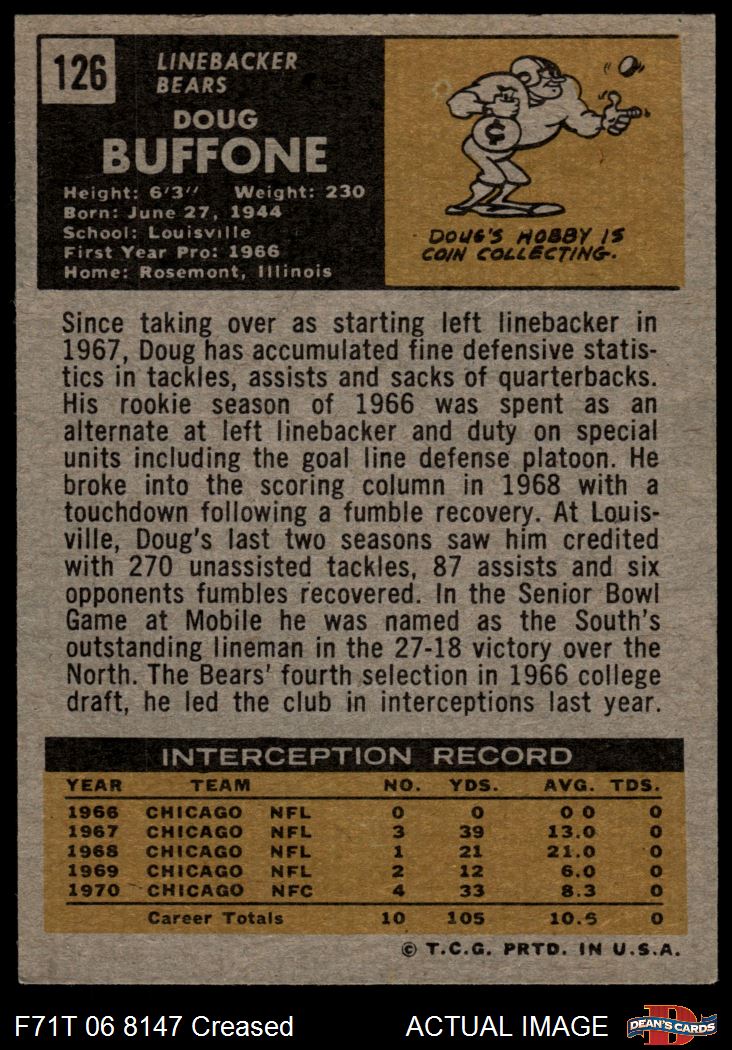 126
LINEBACKER
BEARS
DOUG
BUFFONE
Height: 6'3" Weight: 230
Born: June 27, 1944
School: Louisville
First Year Pro: 1966
Home: Rosemont, Illinois
¢
DOUG'S HOBBY IS
COIN COLLECTING.
Since taking over as starting left linebacker in
1967, Doug has accumulated fine defensive statis-
tics in tackles, assists and sacks of quarterbacks.
His rookie season of 1966 was spent as an
alternate at left linebacker and duty on special
units including the goal line defense platoon. He
broke into the scoring column in 1968 with a
touchdown following a fumble recovery. At Louis-
ville, Doug's last two seasons saw him credited
with 270 unassisted tackles, 87 assists and six
opponents fumbles recovered. In the Senior Bowl
Game at Mobile he was named as the South's
outstanding lineman in the 27-18 victory over the
North. The Bears' fourth selection in 1966 college
draft, he led the club in interceptions last year.
INTERCEPTION RECORD
YEAR TEAM NO. YDS. AVG. TDS.
1966 CHICAGO NFL 0 0 0 0 0
1967 CHICAGO NFL 3 39 13.0 0
1968 CHICAGO NFL 1 21 21.0 0
1969 CHICAGO NFL 2 12 6.0 0
1970 CHICAGO NFC 4 33 8.3 0
Career Totals 10 105 10.5 0
© T.C.G. PRTD. IN U.S.A.
F71T 06 8147 Creased ACTUAL IMAGE D DEAN'S CARDS